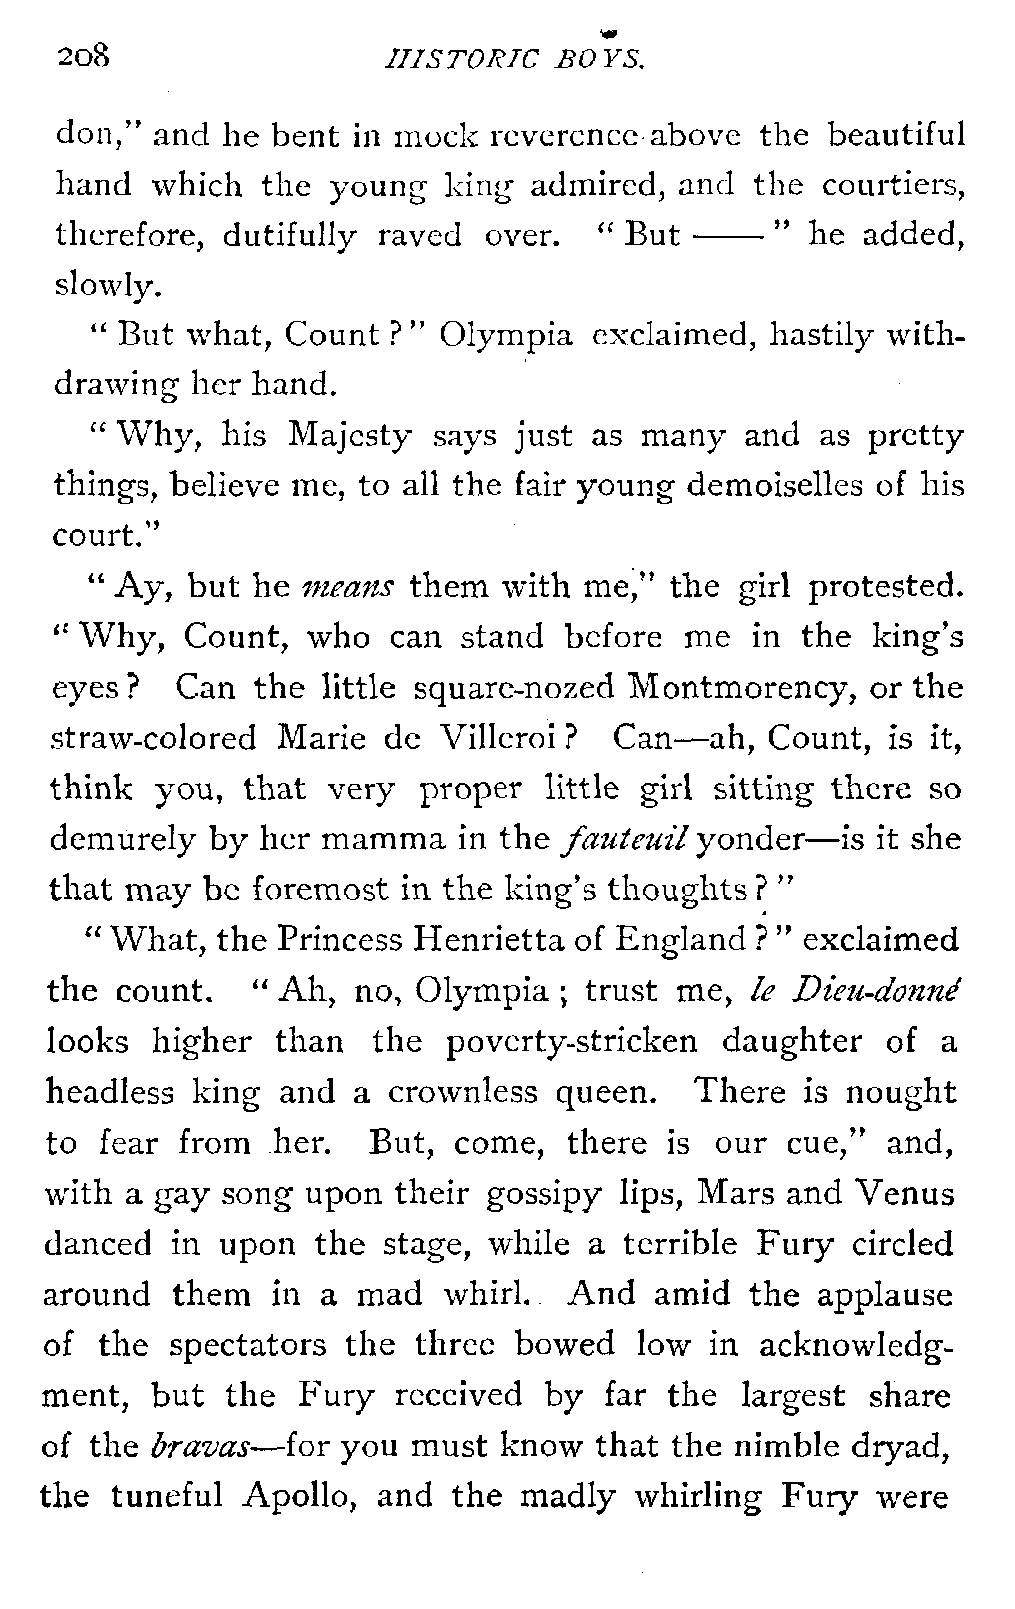 208 HISTORIC BOYS.
don," and he bent in mock reverence above the beautiful
hand which the young king admired, and the courtiers,
therefore, dutifully raved over. "But ——" he added,
slowly.
"But what, Count?" Olympia exclaimed, hastily with-
drawing her hand.
"Why, his Majesty says just as many and as pretty
things, believe me, to all the fair young demoiselles of his
court."
"Ay, but he means them with me," the girl protested.
"Why, Count, who can stand before me in the king's
eyes? Can the little square-nozed Montmorency, or the
straw-colored Marie de Villeroi? Can—ah, Count, is it,
think you, that very proper little girl sitting there so
demurely by her mamma in the fauteuil yonder—is it she
that may be foremost in the king's thoughts?"
"What, the Princess Henrietta of England?" exclaimed
the count. "Ah, no, Olympia; trust me, le Dieu-donné
looks higher than the poverty-stricken daughter of a
headless king and a crownless queen. There is nought
to fear from her. But, come, there is our cue," and,
with a gay song upon their gossipy lips, Mars and Venus
danced in upon the stage, while a terrible Fury circled
around them in a mad whirl. And amid the applause
of the spectators the three bowed low in acknowledg-
ment, but the Fury received by far the largest share
of the bravas—for you must know that the nimble dryad,
the tuneful Apollo, and the madly whirling Fury were